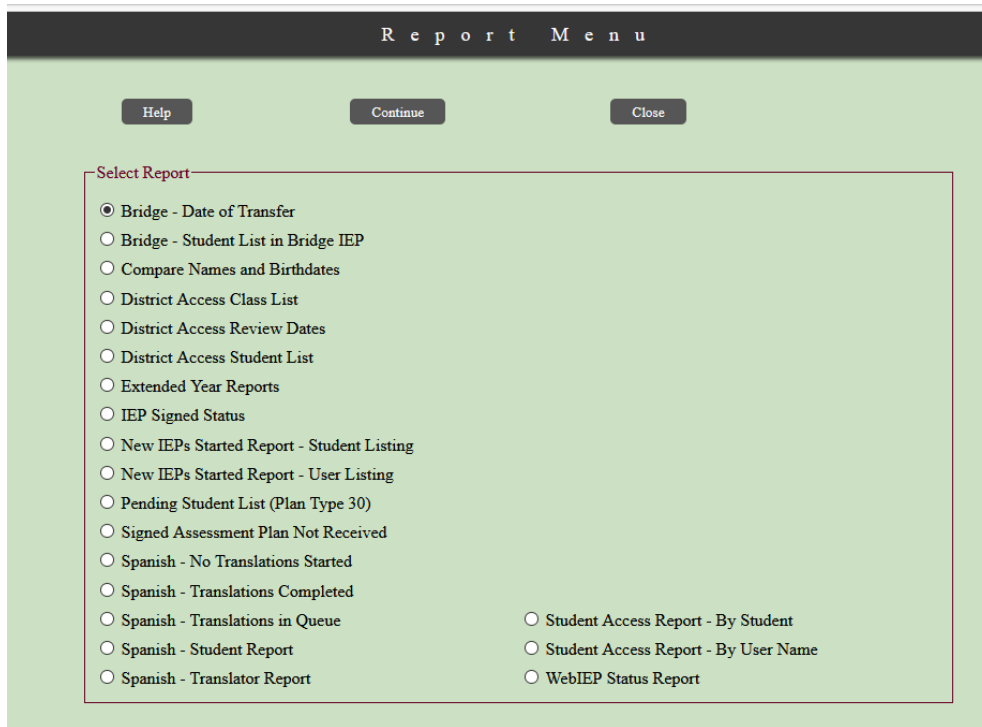 Report Menu
Help Continue Close
Select Report
Bridge - Date of Transfer
Bridge - Student List in Bridge IEP
Compare Names and Birthdates
District Access Class List
District Access Review Dates
District Access Student List
Extended Year Reports
IEP Signed Status
New IEPs Started Report - Student Listing
New IEPs Started Report - User Listing
Pending Student List (Plan Type 30)
Signed Assessment Plan Not Received
Spanish - No Translations Started
Spanish - Translations Completed
Spanish - Translations in Queue
Spanish - Student Report
Spanish - Translator Report
Student Access Report - By Student
Student Access Report - By User Name
WebIEP Status Report